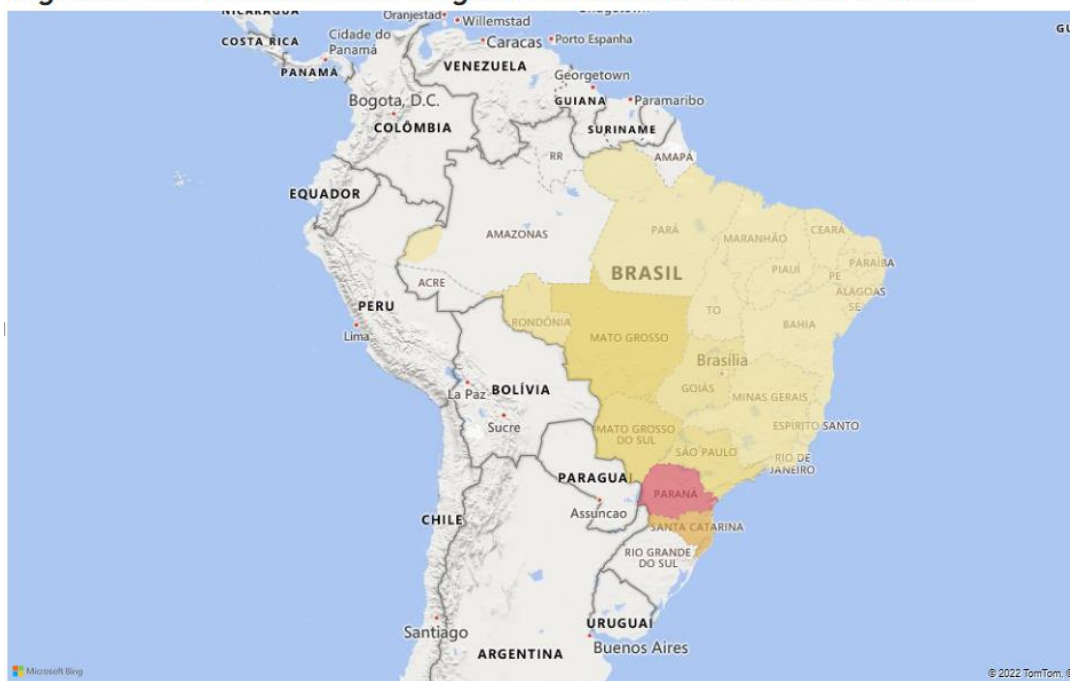 NICARÁGUA
Oranjestad
Willemstad
COSTA RICA
Cidade do
Panamá
Caracas
Porto Espanha
PANAMÁ
VENEZUELA
Georgetown
Bogota, D.C.
GUIANA
Paramaribo
COLÔMBIA
SURINAME
RR
AMAPÁ
EQUADOR
AMAZONAS
PARÁ
MARANHÃO
CEARÁ
BRASIL
PIAUÍ
PARAÍBA
PE
ACRE
ALAGOAS
SE
PERU
RONDÔNIA
TO
BAHIA
Lima
MATO GROSSO
Brasília
La Paz
BOLÍVIA
GOIÁS
MINAS GERAIS
Sucre
MATO GROSSO
DO SUL
ESPÍRITO SANTO
SÃO PAULO
RIO DE
JANEIRO
PARAGUAI
PARANÁ
Assuncao
CHILE
SANTA CATARINA
RIO GRANDE
DO SUL
URUGUAI
Santiago
Buenos Aires
ARGENTINA
Microsoft Bing
© 2022 TomTom,